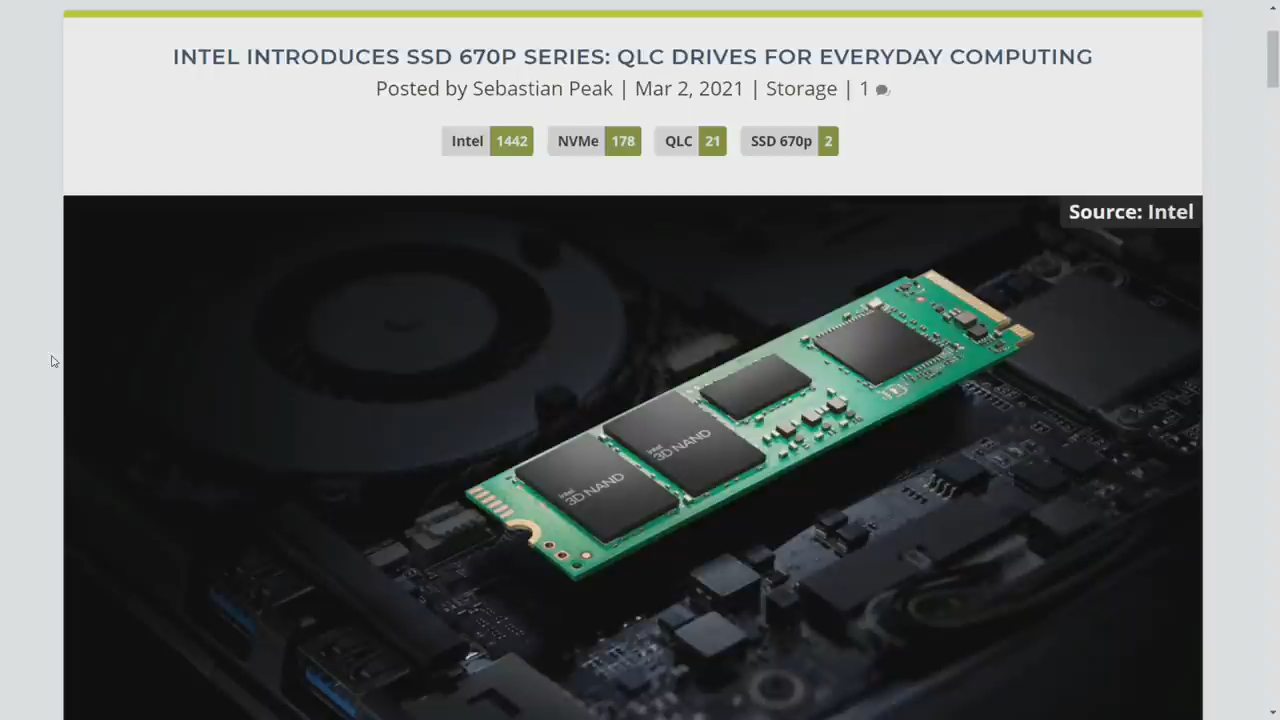 INTEL INTRODUCES SSD 670P SERIES: QLC DRIVES FOR EVERYDAY COMPUTING
Posted by Sebastian Peak | Mar 2, 2021 | Storage | 1
Intel 1442 NVMe 178 QLC 21 SSD 670p 2
Source: Intel
intel
3D NAND
intel
3D NAND